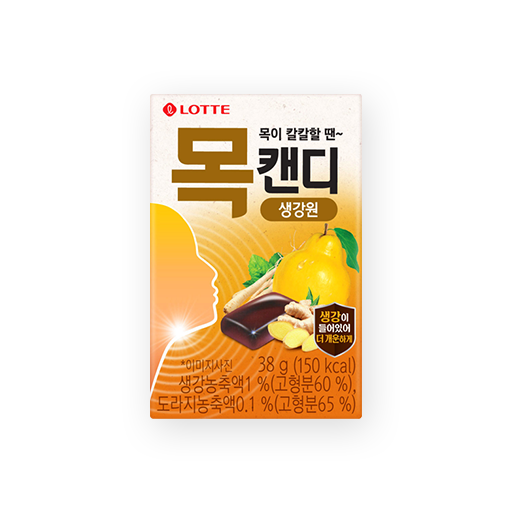 LOTTE
목이 칼칼할 땐~
목캔디
생강원
생강이
들어있어
더 개운하게
*이미지사진 38 g (150 kcal)
생강농축액1 %(고형분60 %),
도라지농축액0.1 %(고형분65 %)